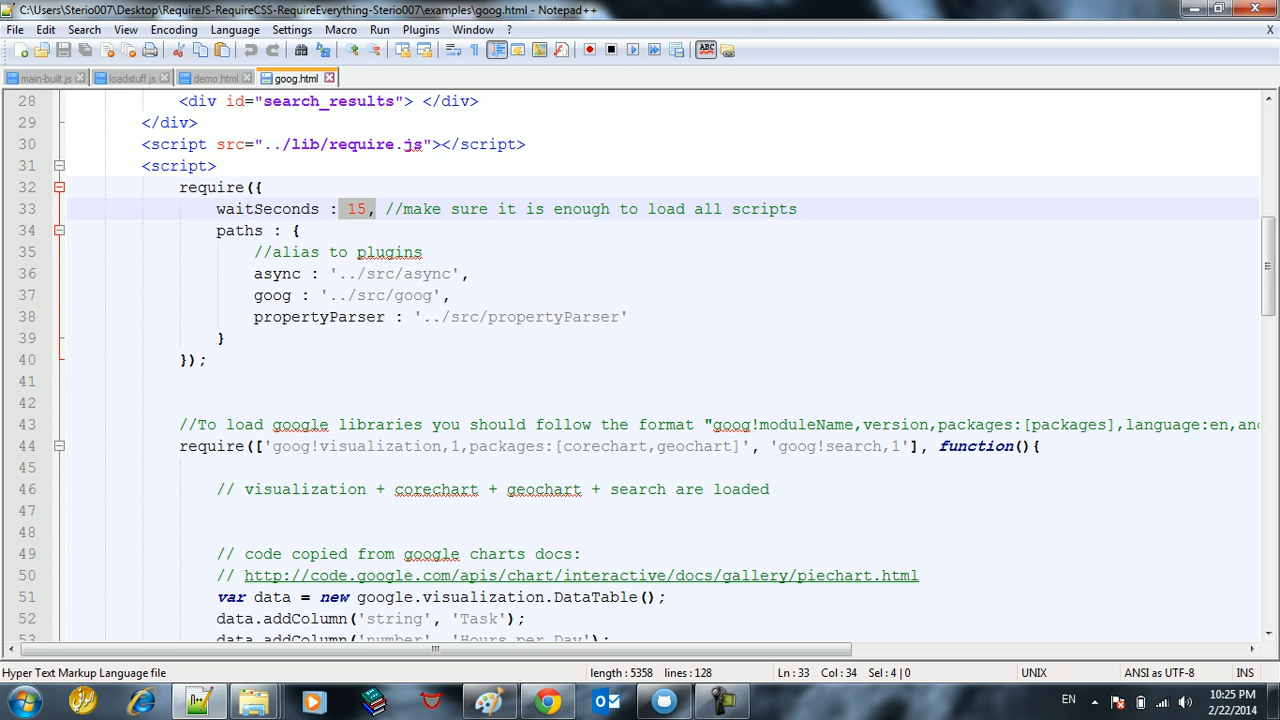 C:\Users\Sterio007\Desktop\RequireJS-RequireCSS-RequireEverything-Sterio007\examples\goog.html - Notepad++
File Edit Search View Encoding Language Settings Macro Run Plugins Window ? X
main-built.js loadstuff.js demo.html goog.html
28 <div id="search_results"> </div>
29 </div>
30 <script src="../lib/require.js"></script>
31 <script>
32 require({
33 waitSeconds : 15, //make sure it is enough to load all scripts
34 paths : {
35 //alias to plugins
36 async : '../src/async',
37 goog : '../src/goog',
38 propertyParser : '../src/propertyParser'
39 }
40 });
41
42
43 //To load google libraries you should follow the format "goog!moduleName,version,packages:[packages],language:en,and
44 require(['goog!visualization,1,packages:[corechart,geochart]', 'goog!search,1'], function(){
45
46 // visualization + corechart + geochart + search are loaded
47
48
49 // code copied from google charts docs:
50 // http://code.google.com/apis/chart/interactive/docs/gallery/piechart.html
51 var data = new google.visualization.DataTable();
52 data.addColumn('string', 'Task');
53 data.addColumn('number', 'Hours per Day');
Hyper Text Markup Language file length : 5358 lines : 128 Ln : 33 Col : 34 Sel : 4 | 0 UNIX ANSI as UTF-8 INS
EN 10:25 PM
2/22/2014